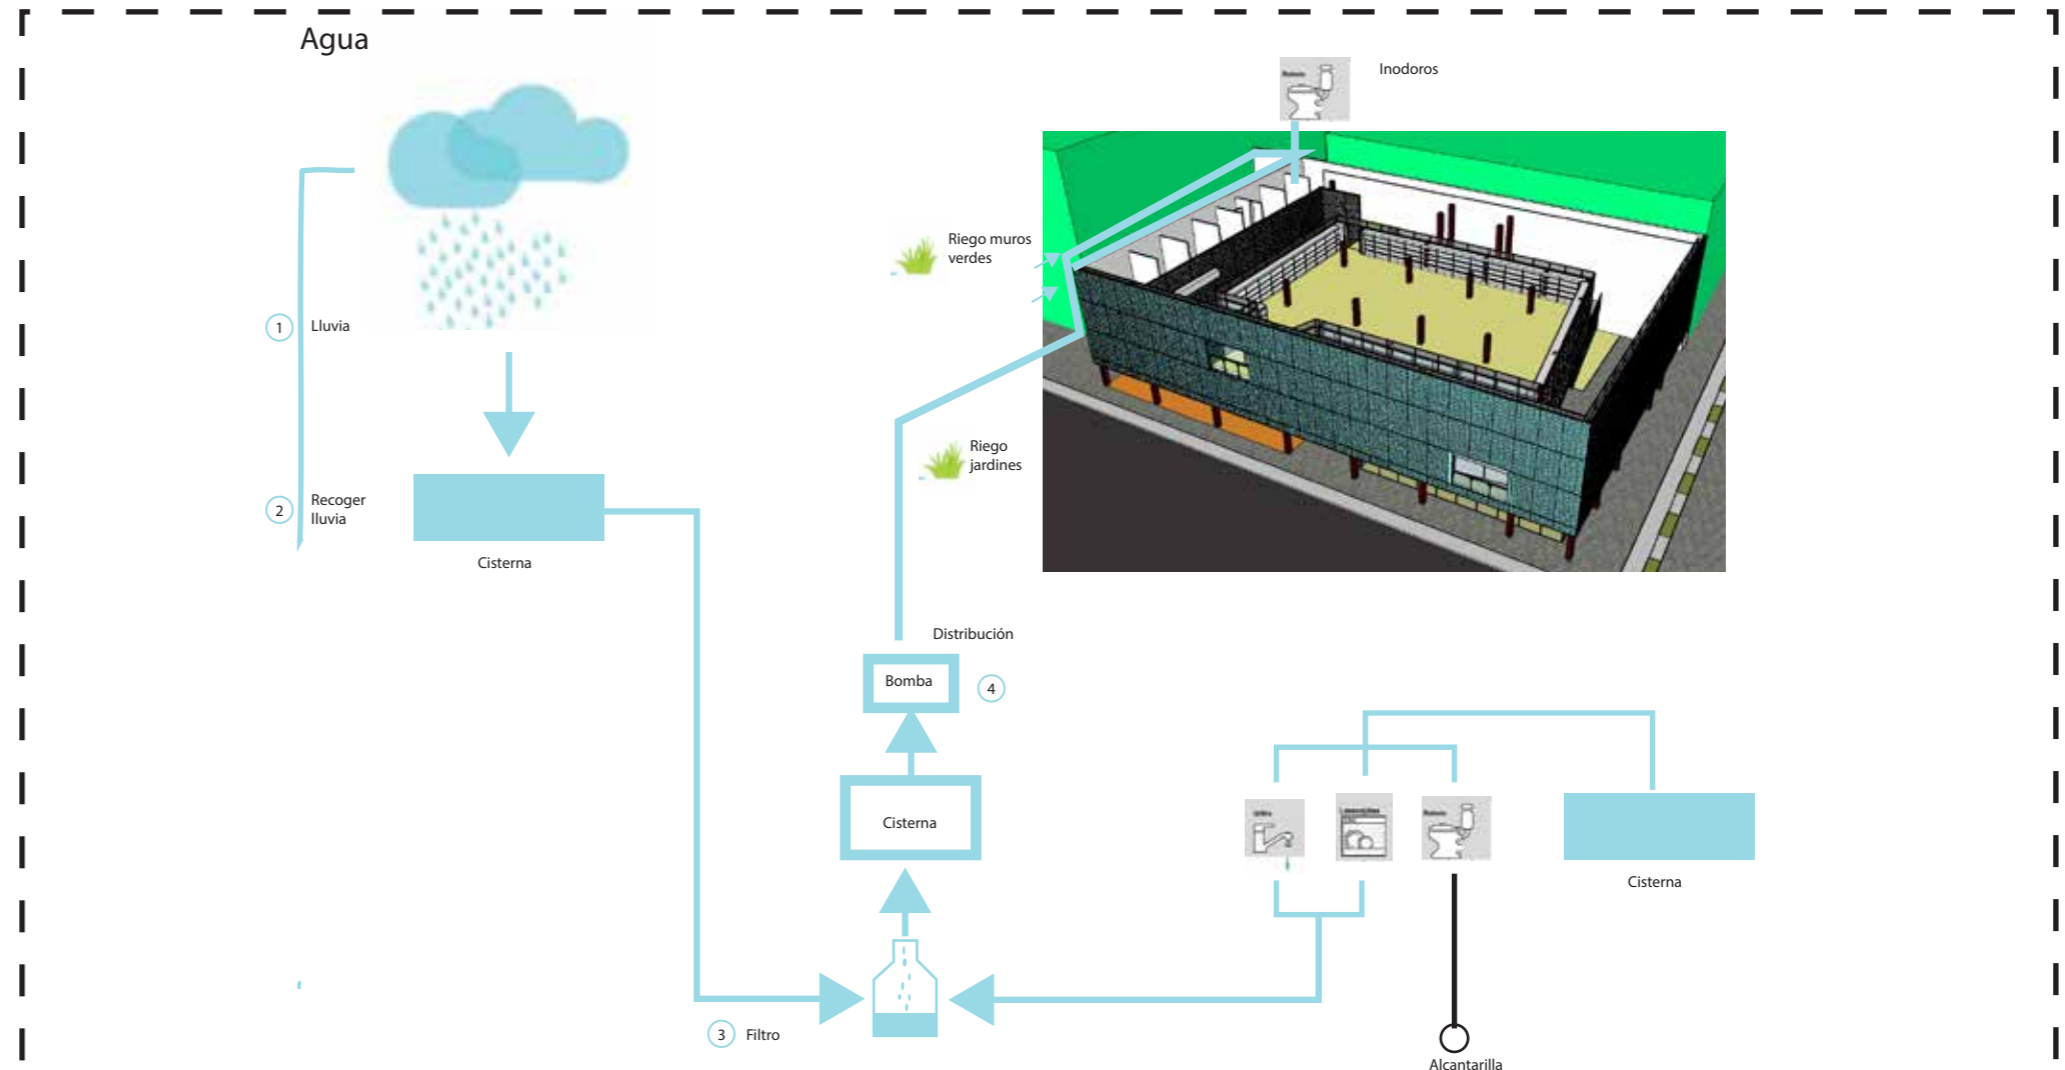 Agua
Inodoros
Riego muros
verdes
1
Lluvia
Riego
jardines
2
Recoger
lluvia
Cisterna
Distribución
Bomba
4
Cisterna
Cisterna
3
Filtro
Alcantarilla